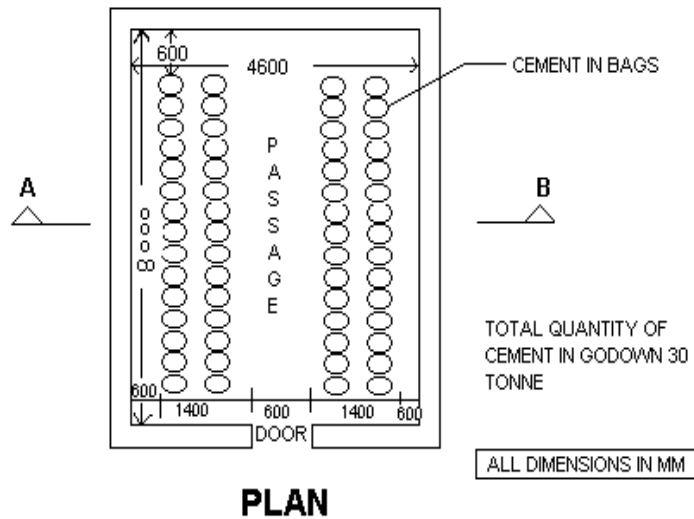 600
4600
CEMENT IN BAGS
PASSAGE
A
B
8000
TOTAL QUANTITY OF
CEMENT IN GODOWN 30
TONNE
600
1400
600
1400
600
DOOR
ALL DIMENSIONS IN MM
PLAN